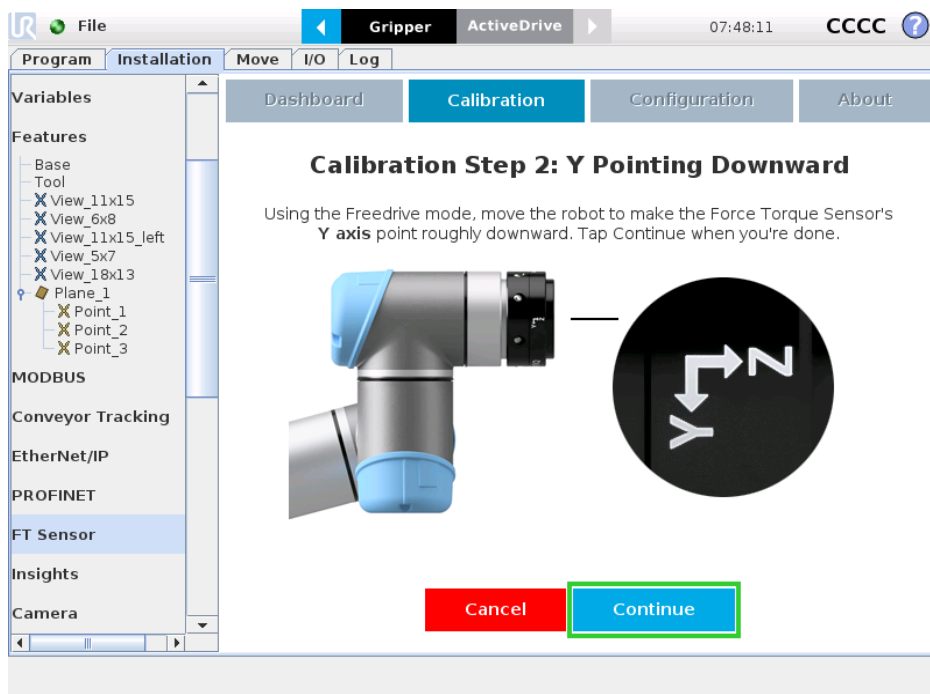 UR File Gripper ActiveDrive 07:48:11 CCCC ?
Program Installation Move I/O Log
Variables
Features
Base
Tool
View_11x15
View_6x8
View_11x15_left
View_5x7
View_18x13
Plane_1
Point_1
Point_2
Point_3
MODBUS
Conveyor Tracking
EtherNet/IP
PROFINET
FT Sensor
Insights
Camera
Dashboard Calibration Configuration About
Calibration Step 2: Y Pointing Downward
Using the Freedrive mode, move the robot to make the Force Torque Sensor's
Y axis point roughly downward. Tap Continue when you're done.
Z
Y
Cancel Continue